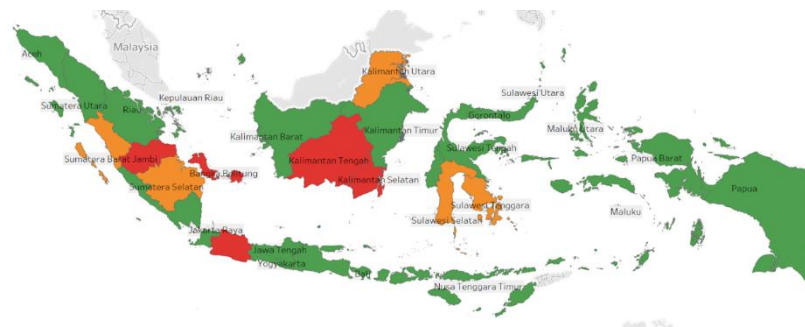 Malaysia
Aceh
Sumatera Utara
Riau
Kepulauan Riau
Sumatera Barat
Jambi
Bangka Belitung
Sumatera Selatan
Jakarta Raya
Jawa Tengah
Yogyakarta
Bali
Nusa Tenggara Timur
Kalimantan Barat
Kalimantan Tengah
Kalimantan Selatan
Kalimantan Timur
Kalimantan Utara
Sulawesi Utara
Gorontalo
Sulawesi Tengah
Sulawesi Tenggara
Sulawesi Selatan
Maluku Utara
Maluku
Papua Barat
Papua